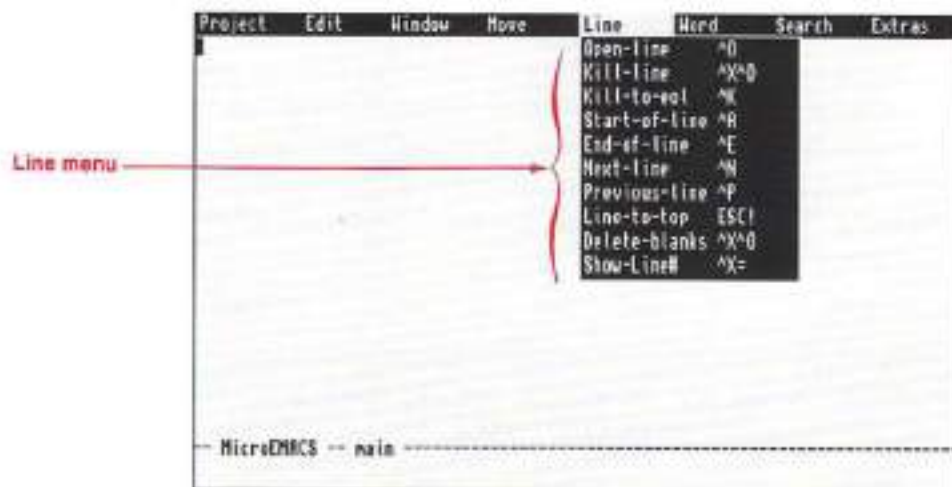 Project Edit Window Move Line Word Search Extras
Open-line ^O
Kill-line ^X^D
Kill-to-eol ^K
Start-of-line ^A
End-of-line ^E
Next-line ^N
Line menu
Previous-line ^P
Line-to-top ESC!
Delete-blanks ^X^O
Show-Line# ^X=
-- MicroEMACS -- main --------------------------------